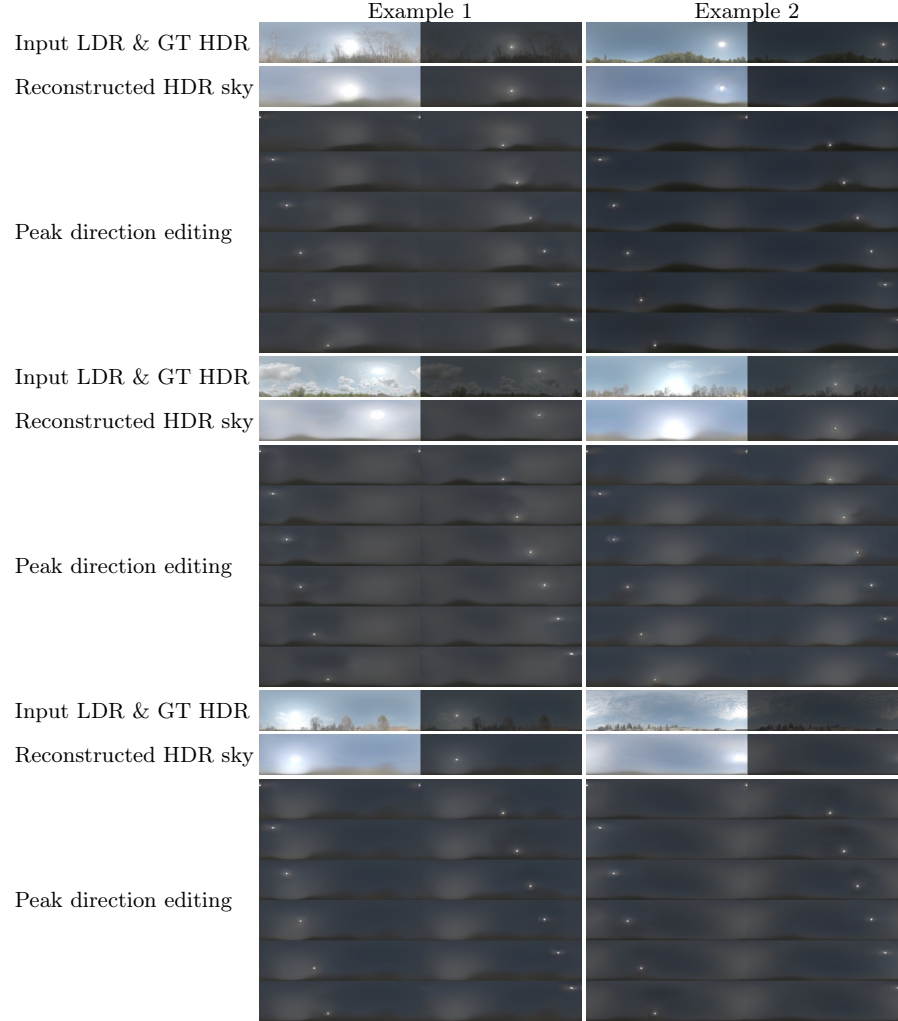 Example 1 Example 2
Input LDR & GT HDR
Reconstructed HDR sky
Peak direction editing
Input LDR & GT HDR
Reconstructed HDR sky
Peak direction editing
Input LDR & GT HDR
Reconstructed HDR sky
Peak direction editing